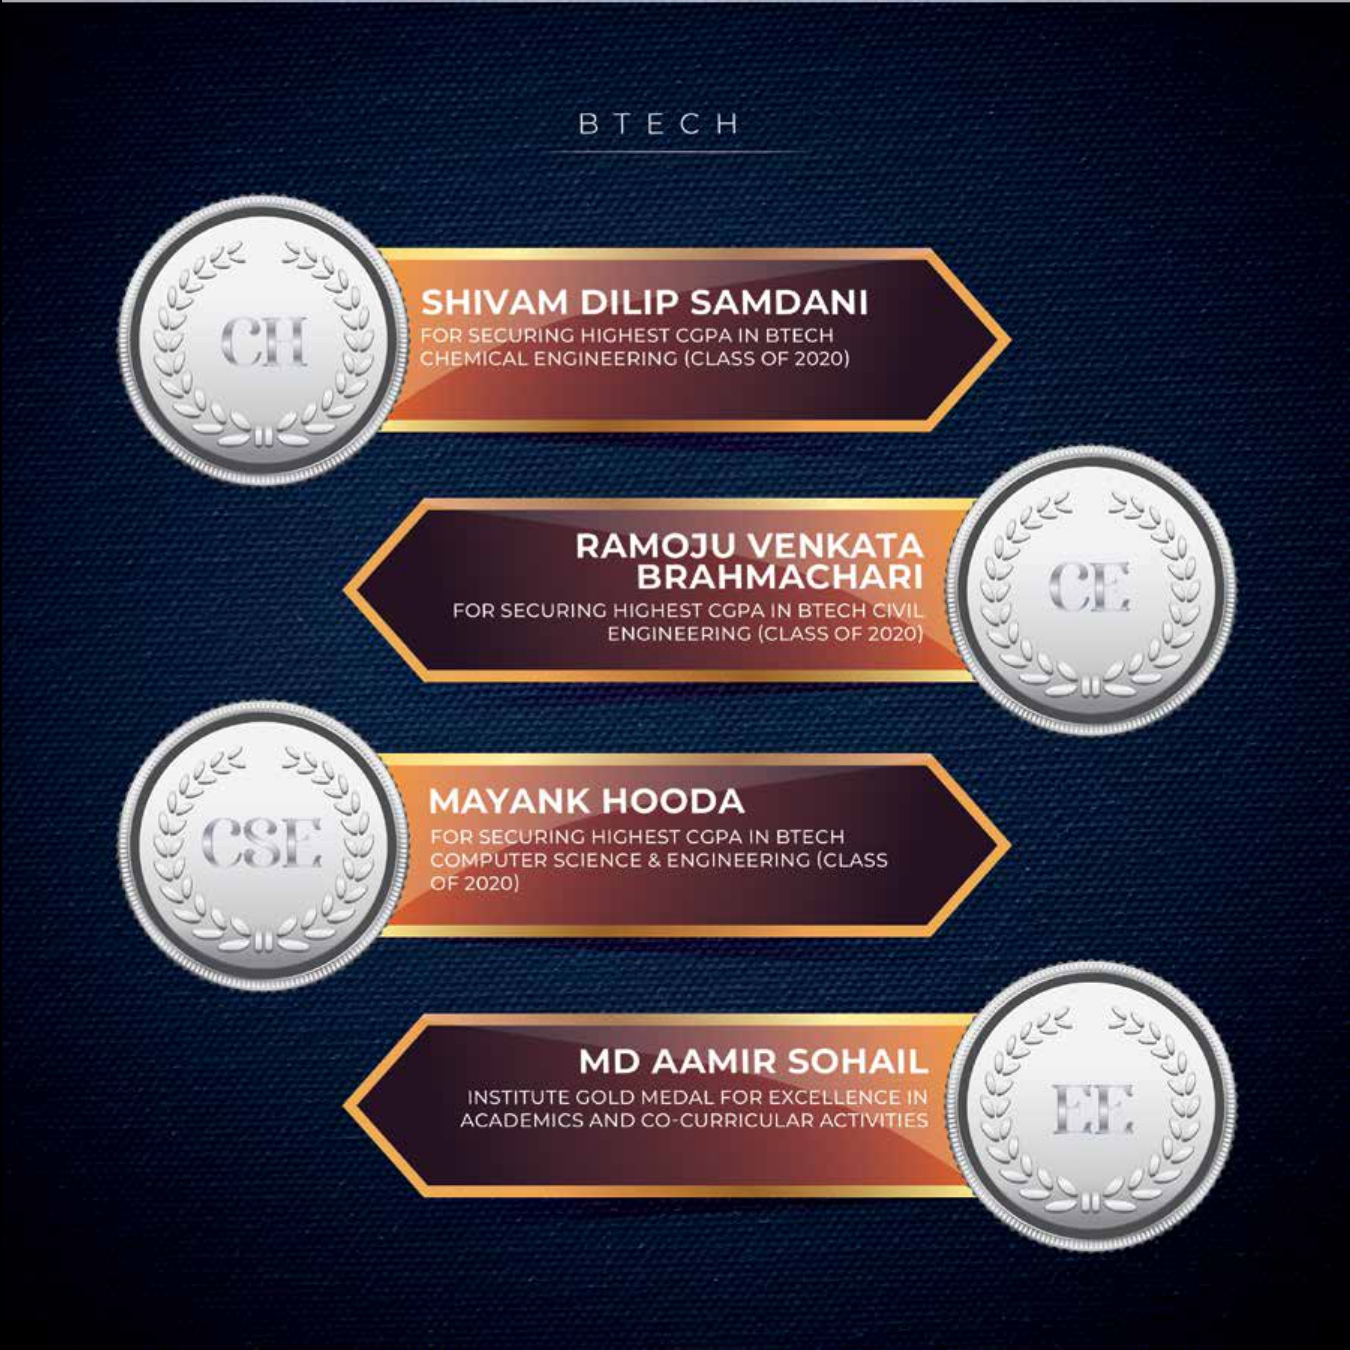 BTECH
CH
SHIVAM DILIP SAMDANI
FOR SECURING HIGHEST CGPA IN BTECH
CHEMICAL ENGINEERING (CLASS OF 2020)
RAMOJU VENKATA
BRAHMACHARI
FOR SECURING HIGHEST CGPA IN BTECH CIVIL
ENGINEERING (CLASS OF 2020)
CE
CSE
MAYANK HOODA
FOR SECURING HIGHEST CGPA IN BTECH
COMPUTER SCIENCE & ENGINEERING (CLASS
OF 2020)
MD AAMIR SOHAIL
INSTITUTE GOLD MEDAL FOR EXCELLENCE IN
ACADEMICS AND CO-CURRICULAR ACTIVITIES
EE